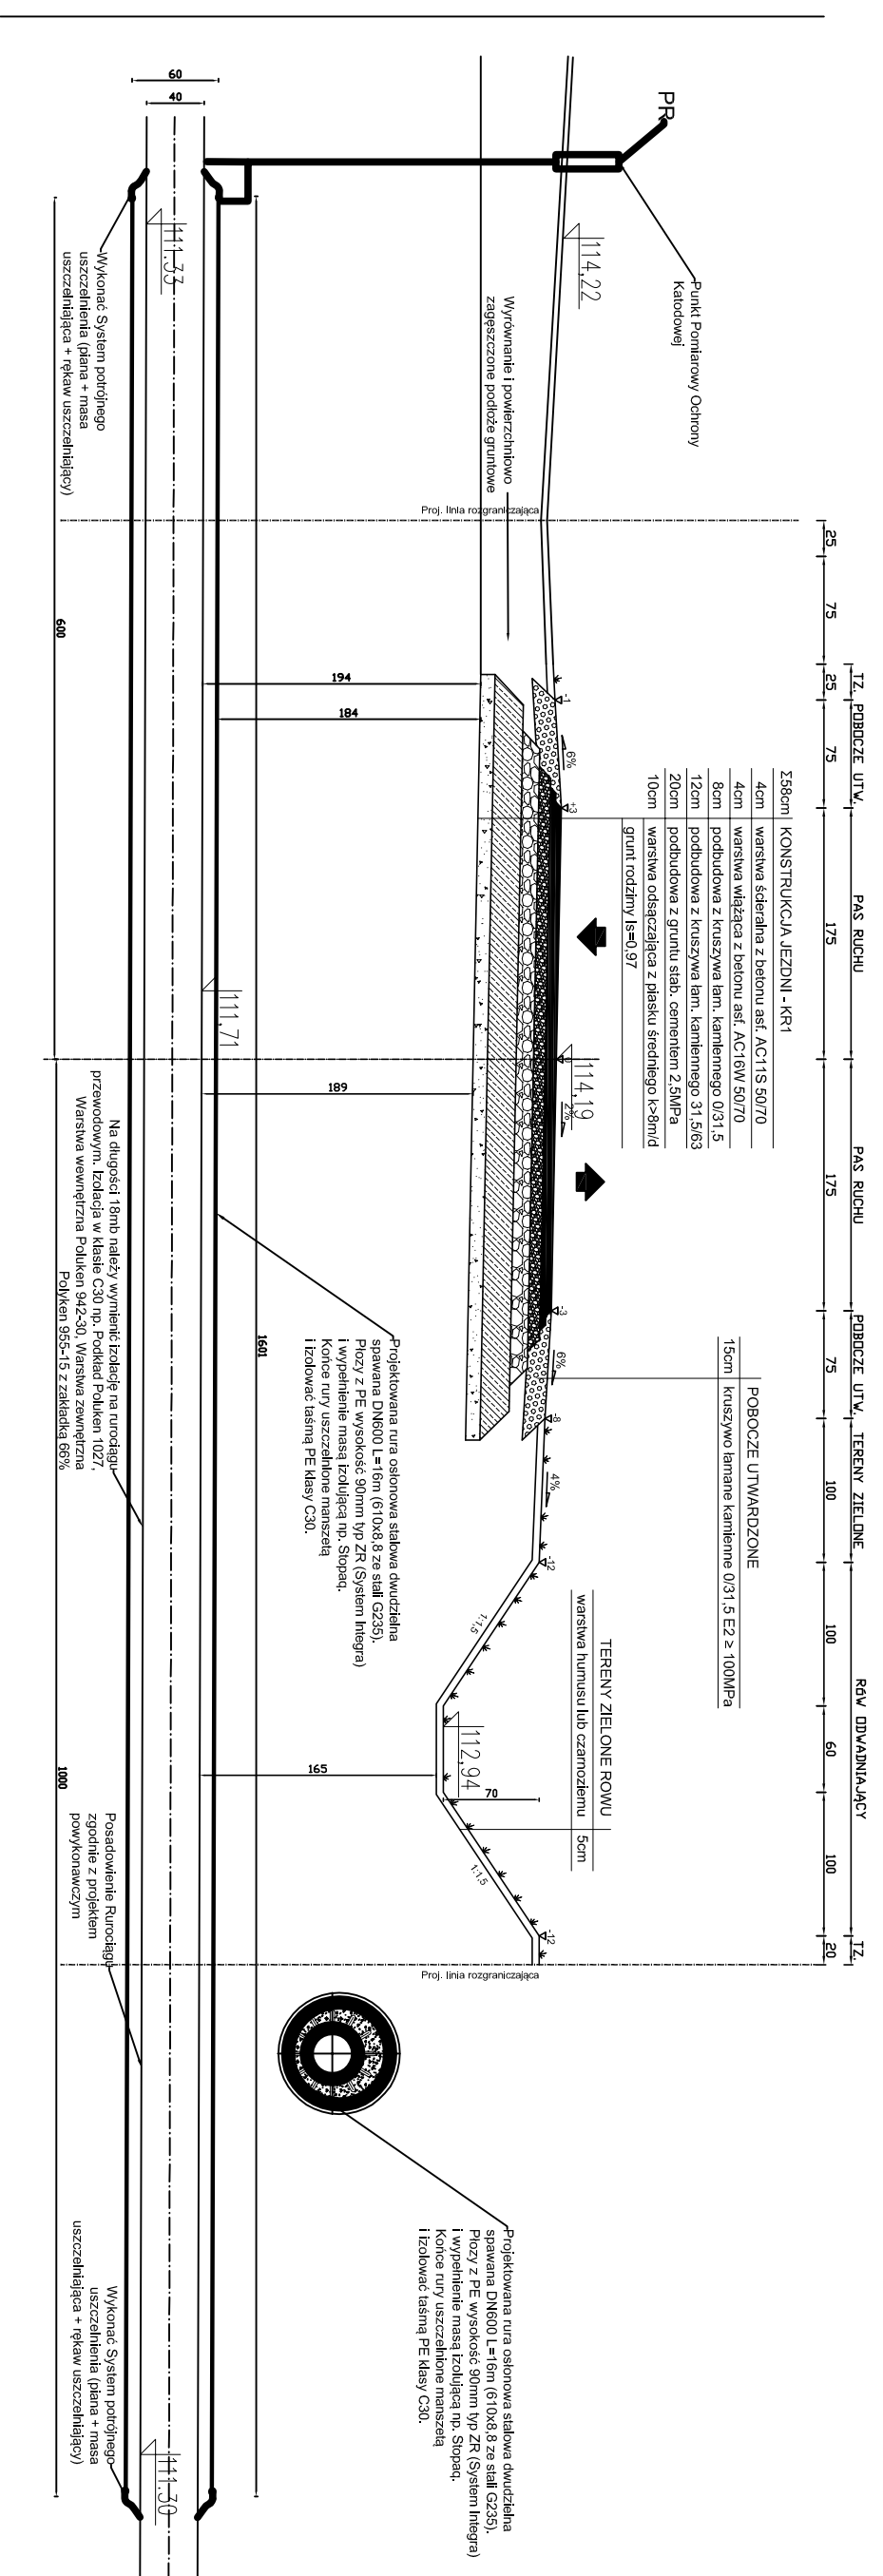 TZ.
POBOCZE UTW.
PAS RUCHU
PAS RUCHU
POBOCZE UTW.
TERENY ZIELONE
RÓW ODWADNIAJĄCY
TZ.
25
75
25
75
175
175
75
100
100
60
100
20
PR
Punkt Pomiarowy Ochrony
Katodowej
114,22
Wyrównanie i powierzchniowo
zagęszczone podłoże gruntowe
Proj. linia rozgraniczająca
Σ58cm KONSTRUKCJA JEZDNI - KR1
4cm warstwa ścieralna z betonu asf. AC11S 50/70
4cm warstwa wiążąca z betonu asf. AC16W 50/70
8cm podbudowa z kruszywa łam. kamiennego 0/31,5
12cm podbudowa z kruszywa łam. kamiennego 31,5/63
20cm podbudowa z gruntu stab. cementem 2,5MPa
10cm warstwa odsączająca z piasku średniego k>8m/d
grunt rodzimy Is=0,97
POBOCZE UTWARDZONE
15cm kruszywo łamane kamienne 0/31,5 E2 ≥ 100MPa
TERENY ZIELONE ROWU
warstwa humusu lub czarnoziemu 5cm
-1
6%
+3
0
114,19
2%
-3
6%
-8
4%
-12
1:1,5
112,94
70
1:1,5
-12
Proj. linia rozgraniczająca
194
184
189
165
60
40
111.33
111,71
111.30
1601
600
1000
Wykonać System potrójnego
uszczelnienia (piana + masa
uszczelniająca + rękaw uszczelniający)
Na długości 18mb należy wymienić izolację na rurociągu
przewodowym. Izolacja w klasie C30 np. Podkład Poluken 1027,
Warstwa wewnętrzna Poluken 942-30, Warstwa zewnętrzna
Polyken 955-15 z zakładką 66%
Projektowana rura osłonowa stalowa dwudzielna
spawana DN600 L=16m (610x8,8 ze stali G235).
Płozy z PE wysokość 90mm typ ZR (System Integra)
i wypełnienie masą izolującą np. Stopaq.
Końce rury uszczelnione manszetą
i izolować taśmą PE klasy C30.
Posadowienie Rurociągu
zgodnie z projektem
powykonawczym
Projektowana rura osłonowa stalowa dwudzielna
spawana DN600 L=16m (610x8,8 ze stali G235).
Płozy z PE wysokość 90mm typ ZR (System Integra)
i wypełnienie masą izolującą np. Stopaq.
Końce rury uszczelnione manszetą
i izolować taśmą PE klasy C30.
Wykonać System potrójnego
uszczelnienia (piana + masa
uszczelniająca + rękaw uszczelniający)